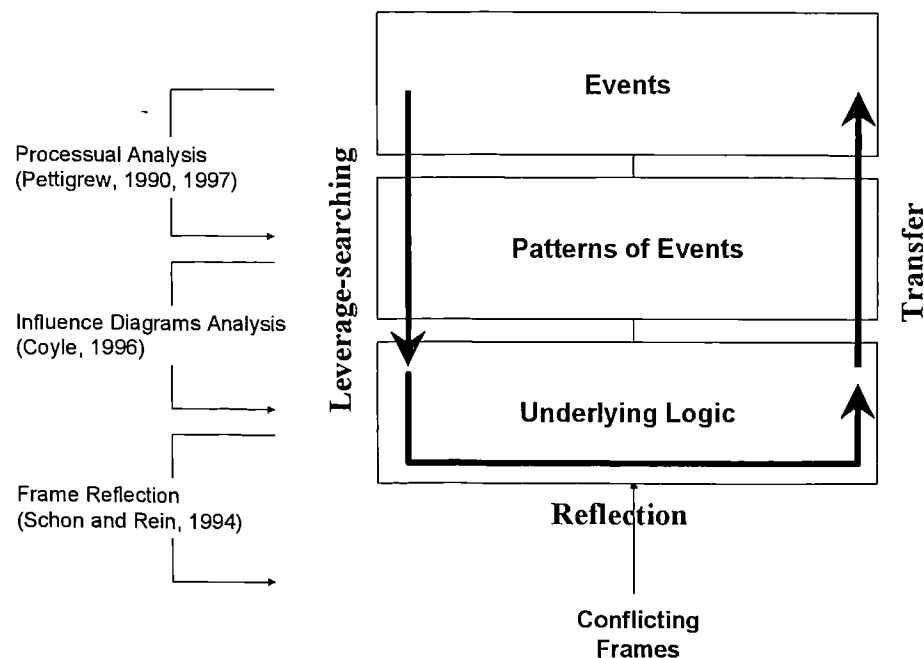 Events
Processual Analysis
(Pettigrew, 1990, 1997)
Leverage-searching
Patterns of Events
Transfer
Influence Diagrams Analysis
(Coyle, 1996)
Underlying Logic
Frame Reflection
(Schon and Rein, 1994)
Reflection
Conflicting
Frames